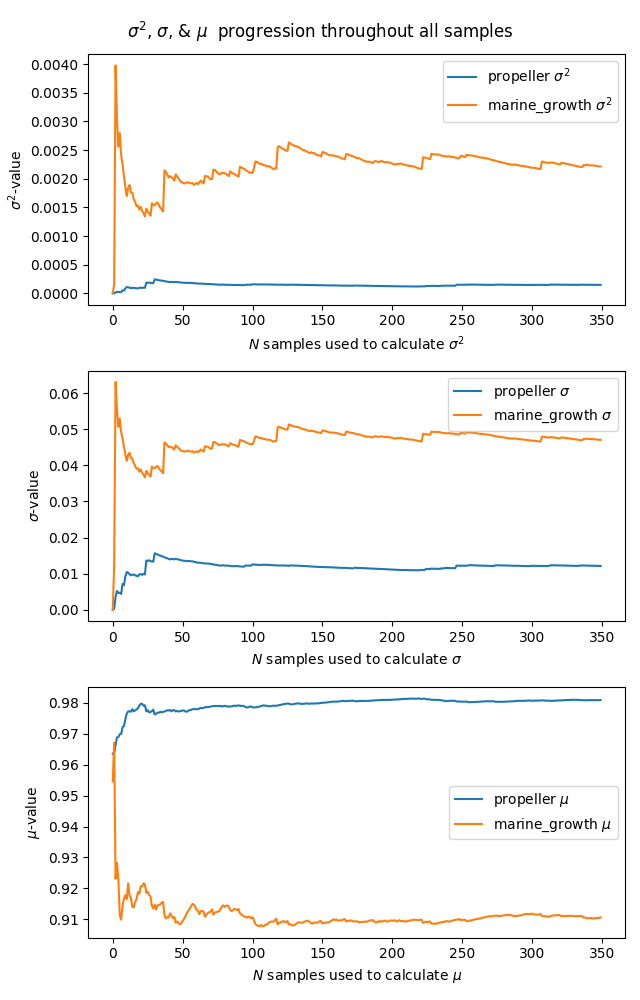 σ², σ, & μ progression throughout all samples
0.0040
0.0035
0.0030
0.0025
0.0020
0.0015
0.0010
0.0005
0.0000
σ²-value
propeller σ²
marine_growth σ²
0 50 100 150 200 250 300 350
N samples used to calculate σ²
0.06
0.05
0.04
0.03
0.02
0.01
0.00
σ-value
propeller σ
marine_growth σ
0 50 100 150 200 250 300 350
N samples used to calculate σ
0.98
0.97
0.96
0.95
0.94
0.93
0.92
0.91
μ-value
propeller μ
marine_growth μ
0 50 100 150 200 250 300 350
N samples used to calculate μ